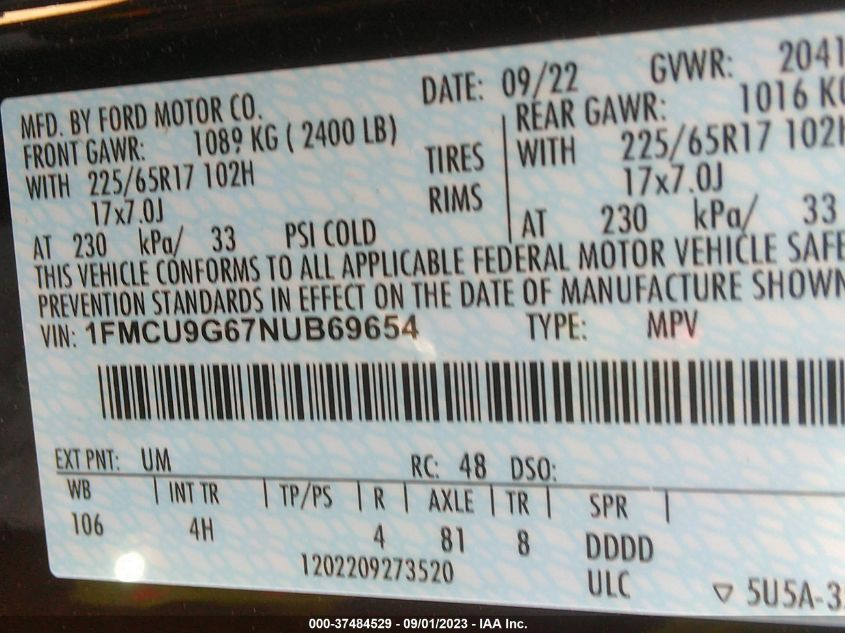 MFD. BY FORD MOTOR CO. DATE: 09/22 GVWR: 2041
FRONT GAWR: 1089 KG ( 2400 LB) REAR GAWR: 1016 KG
WITH 225/65R17 102H TIRES WITH 225/65R17 102H
17x7.0J RIMS 17x7.0J
AT 230 kPa/ 33 PSI COLD AT 230 kPa/ 33
THIS VEHICLE CONFORMS TO ALL APPLICABLE FEDERAL MOTOR VEHICLE SAFE
PREVENTION STANDARDS IN EFFECT ON THE DATE OF MANUFACTURE SHOWN
VIN: 1FMCU9G67NUB69654 TYPE: MPV
EXT PNT: UM RC: 48 DSO:
WB | INT TR | TP/PS | R | AXLE | TR | SPR |
106 4H 4 81 8 DDDD
1202209273520 ULC ▽ 5U5A-3
000-37484529 - 09/01/2023 - IAA Inc.